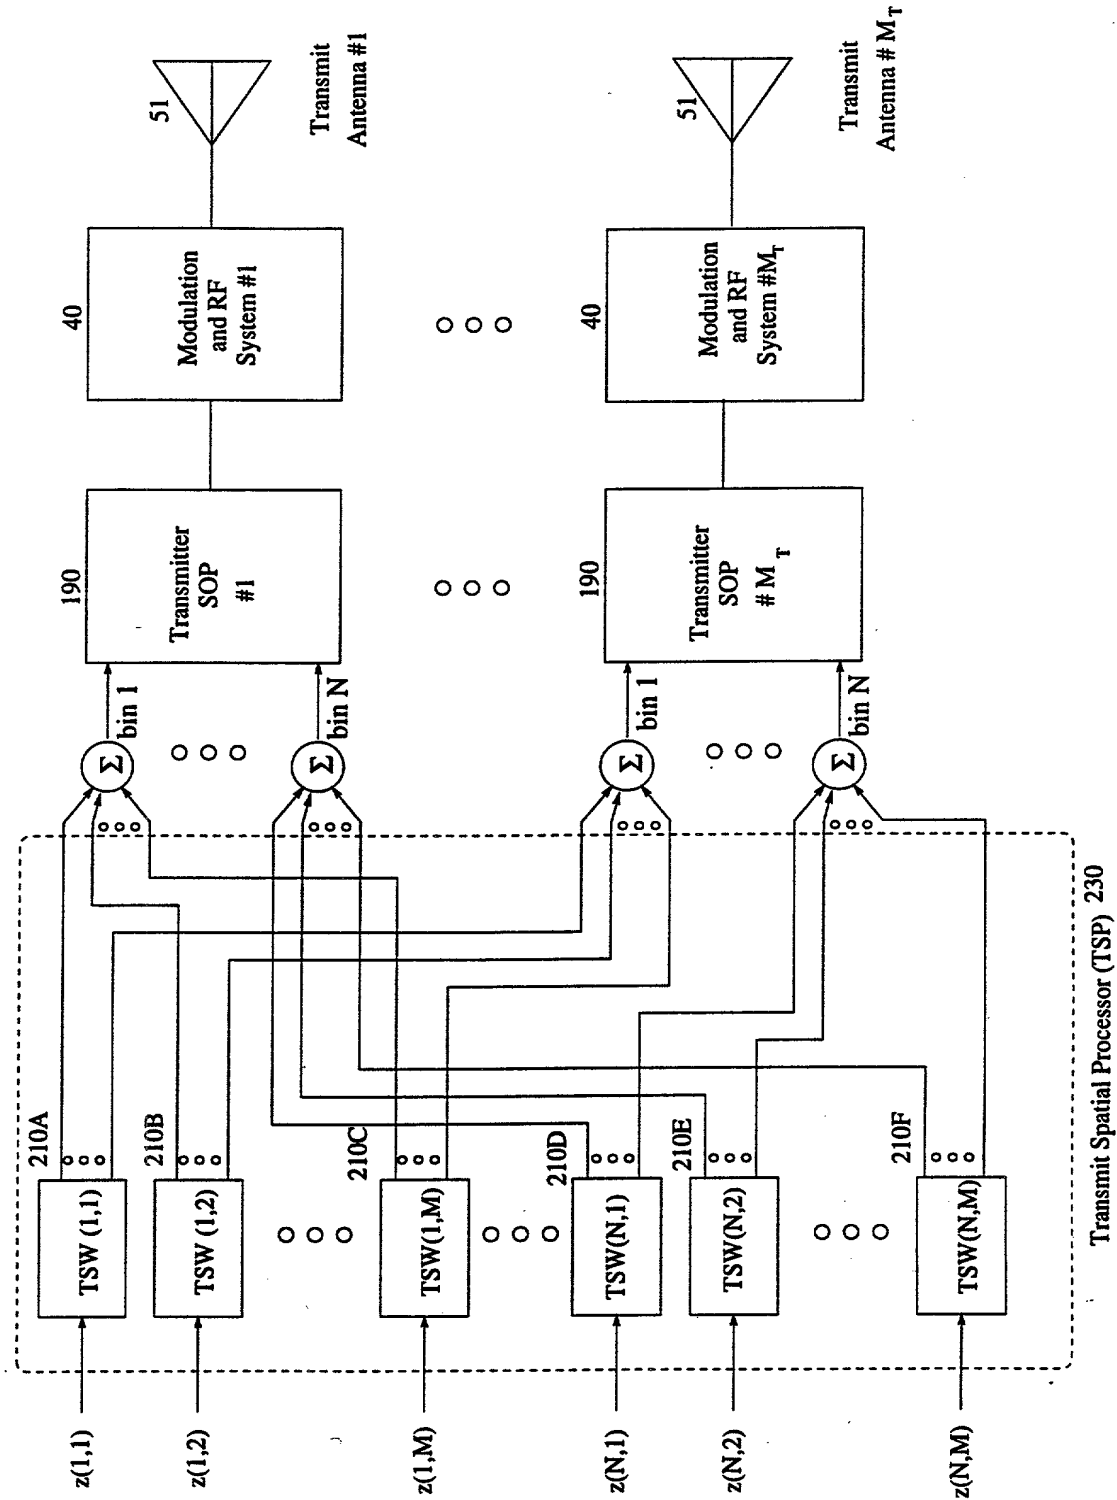 z(1,1)
z(1,2)
z(1,M)
z(N,1)
z(N,2)
z(N,M)
TSW (1,1)
TSW (1,2)
TSW(1,M)
TSW(N,1)
TSW(N,2)
TSW(N,M)
210A
210B
210C
210D
210E
210F
Transmit Spatial Processor (TSP) 230
Σ
Σ
Σ
Σ
bin 1
bin N
bin 1
bin N
190
Transmitter
SOP
#1
190
Transmitter
SOP
# M T
40
Modulation
and RF
System #1
40
Modulation
and RF
System #MT
51
Transmit
Antenna #1
51
Transmit
Antenna # M T